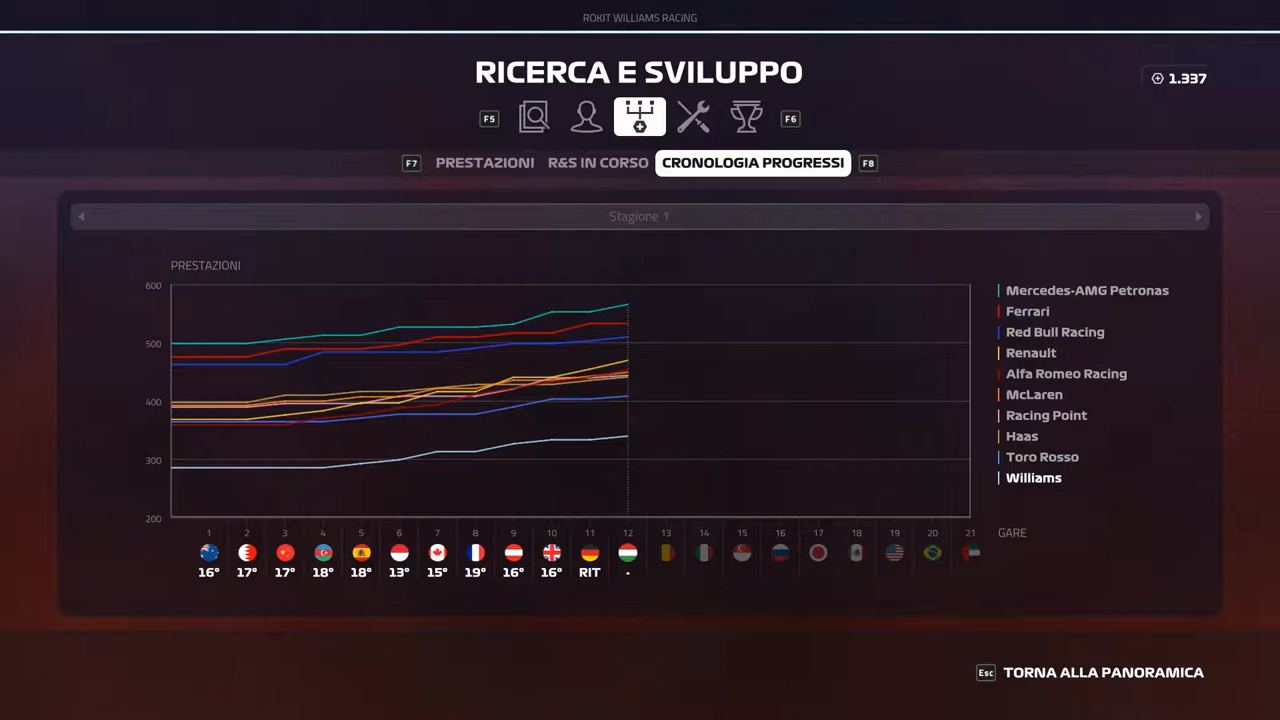 ROKIT WILLIAMS RACING
RICERCA E SVILUPPO
1.337
F5
F6
F7 PRESTAZIONI R&S IN CORSO CRONOLOGIA PROGRESSI F8
Stagione 1
PRESTAZIONI
600
500
400
300
200
Mercedes-AMG Petronas
Ferrari
Red Bull Racing
Renault
Alfa Romeo Racing
McLaren
Racing Point
Haas
Toro Rosso
Williams
1 2 3 4 5 6 7 8 9 10 11 12 13 14 15 16 17 18 19 20 21 GARE
16° 17° 17° 18° 18° 13° 15° 19° 16° 16° RIT -
Esc TORNA ALLA PANORAMICA